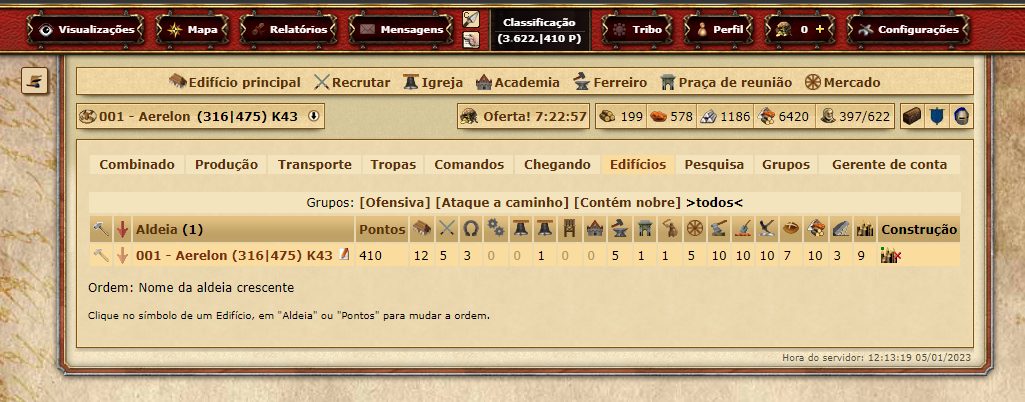 Visualizações Mapa Relatórios Mensagens Classificação (3.622.|410 P) Tribo Perfil 0 + Configurações
Edifício principal Recrutar Igreja Academia Ferreiro Praça de reunião Mercado
001 - Aerelon (316|475) K43 Oferta! 7:22:57 199 578 1186 6420 397/622
Combinado Produção Transporte Tropas Comandos Chegando Edifícios Pesquisa Grupos Gerente de conta
Grupos: [Ofensiva] [Ataque a caminho] [Contém nobre] >todos<
Aldeia (1) Pontos Construção
001 - Aerelon (316|475) K43 410 12 5 3 0 0 1 0 0 5 1 1 5 10 10 10 7 10 3 9
Ordem: Nome da aldeia crescente
Clique no símbolo de um Edifício, em "Aldeia" ou "Pontos" para mudar a ordem.
Hora do servidor: 12:13:19 05/01/2023